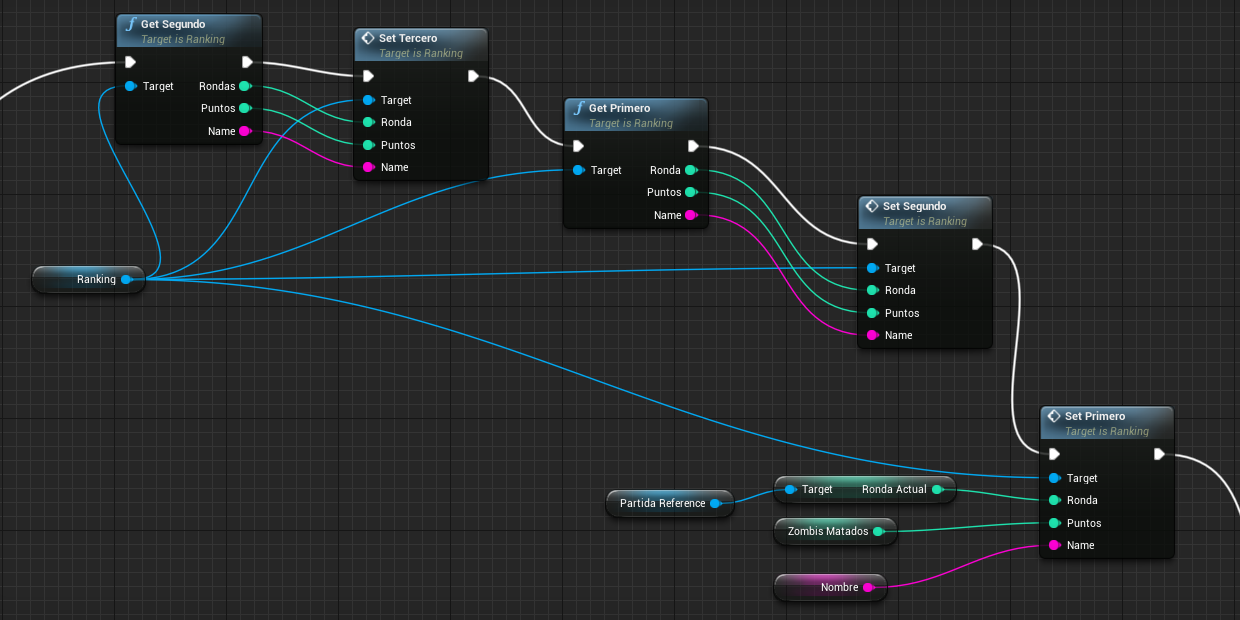 Get Segundo
Target is Ranking
Target Rondas
Puntos
Name
Set Tercero
Target is Ranking
Target
Ronda
Puntos
Name
Get Primero
Target is Ranking
Target Ronda
Puntos
Name
Set Segundo
Target is Ranking
Target
Ronda
Puntos
Name
Ranking
Set Primero
Target is Ranking
Target
Ronda
Puntos
Name
Partida Reference
Target Ronda Actual
Zombis Matados
Nombre